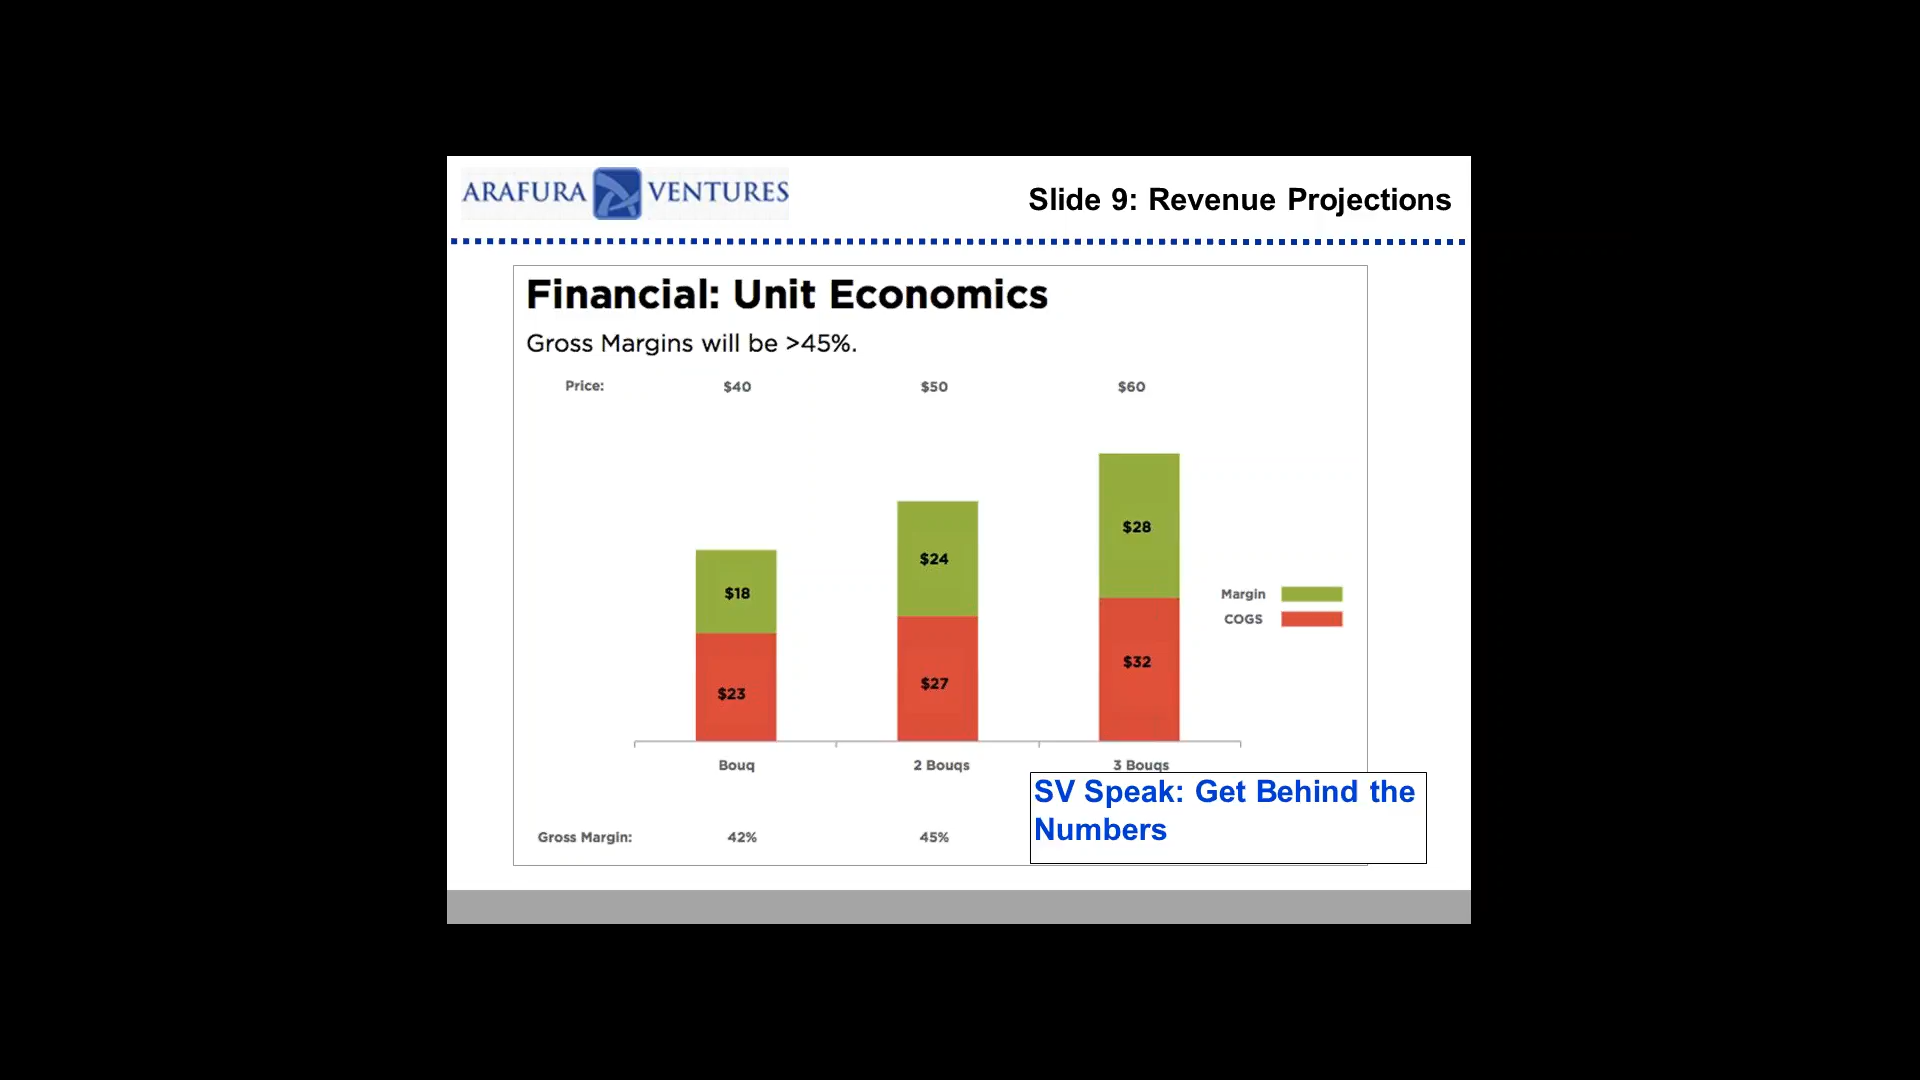 ARAFURA VENTURES
Slide 9: Revenue Projections
Financial: Unit Economics
Gross Margins will be >45%.
Price: $40 $50 $60
$28
$24
$18
Margin
COGS
$32
$27
$23
Bouq 2 Bouqs 3 Bouqs
SV Speak: Get Behind the
Numbers
Gross Margin: 42% 45%